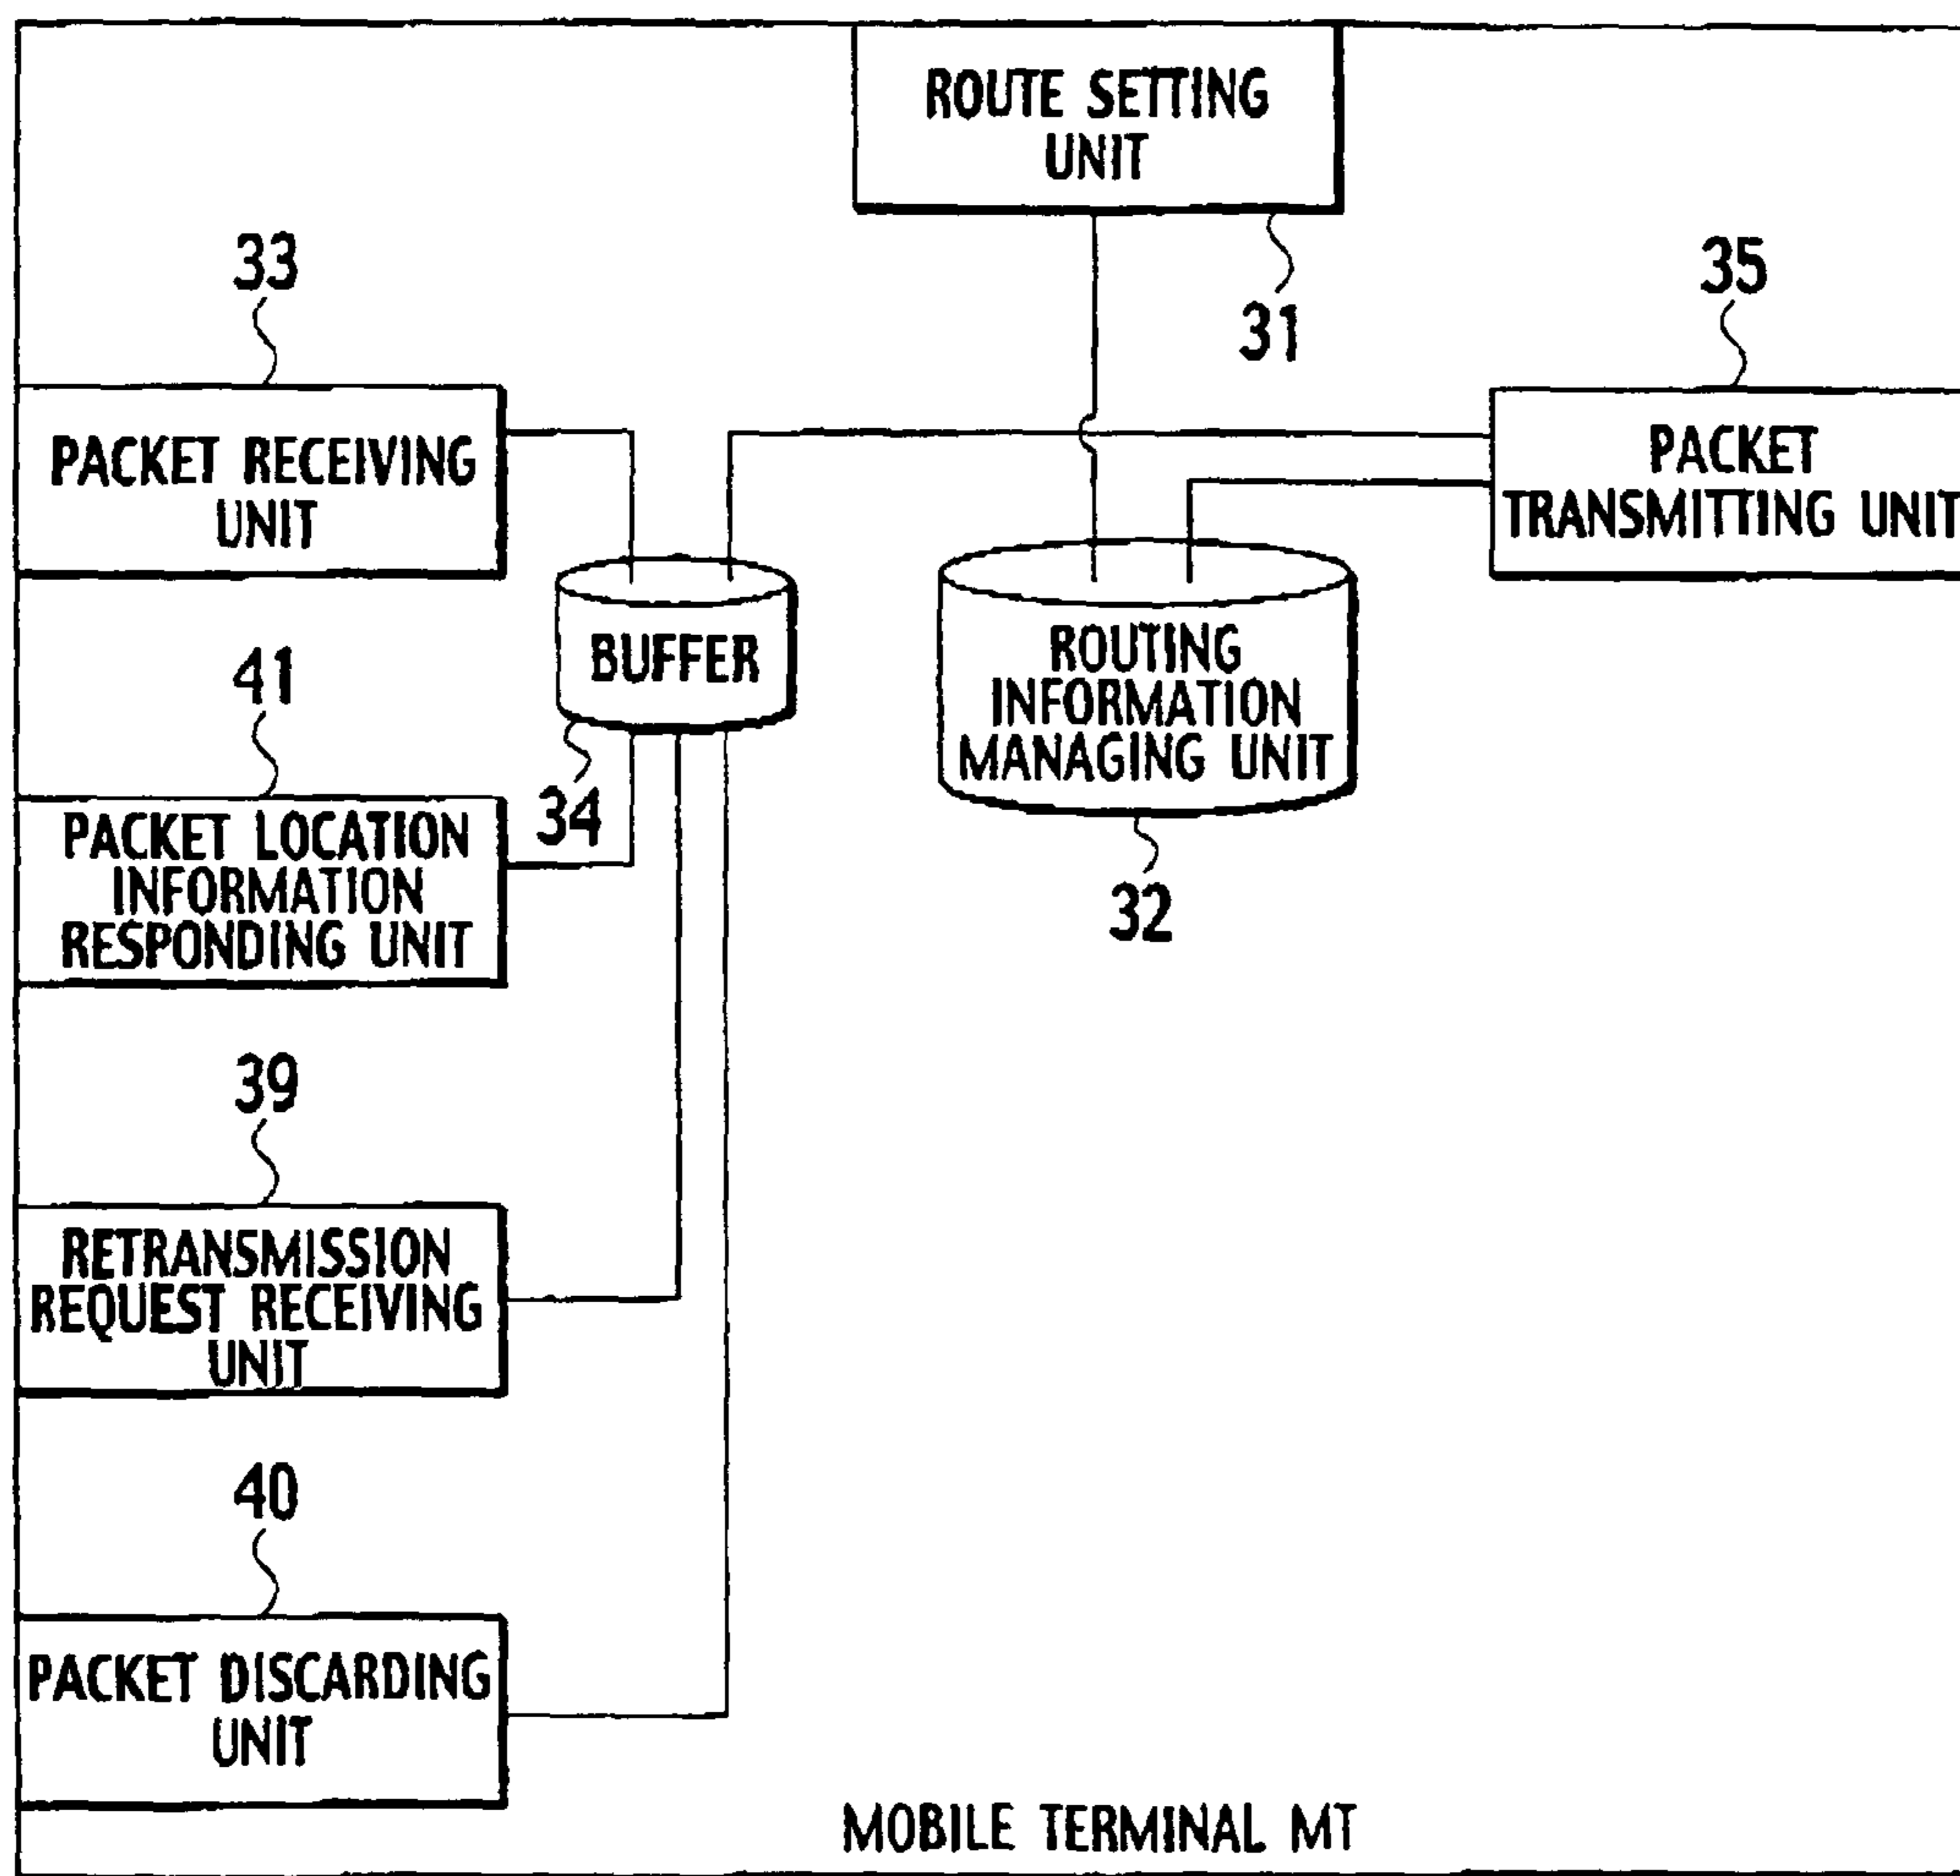 ROUTE SETTING
UNIT
31
33
35
PACKET RECEIVING
UNIT
PACKET
TRANSMITTING UNIT
BUFFER
34
ROUTING
INFORMATION
MANAGING UNIT
32
41
PACKET LOCATION
INFORMATION
RESPONDING UNIT
39
RETRANSMISSION
REQUEST RECEIVING
UNIT
40
PACKET DISCARDING
UNIT
MOBILE TERMINAL MT